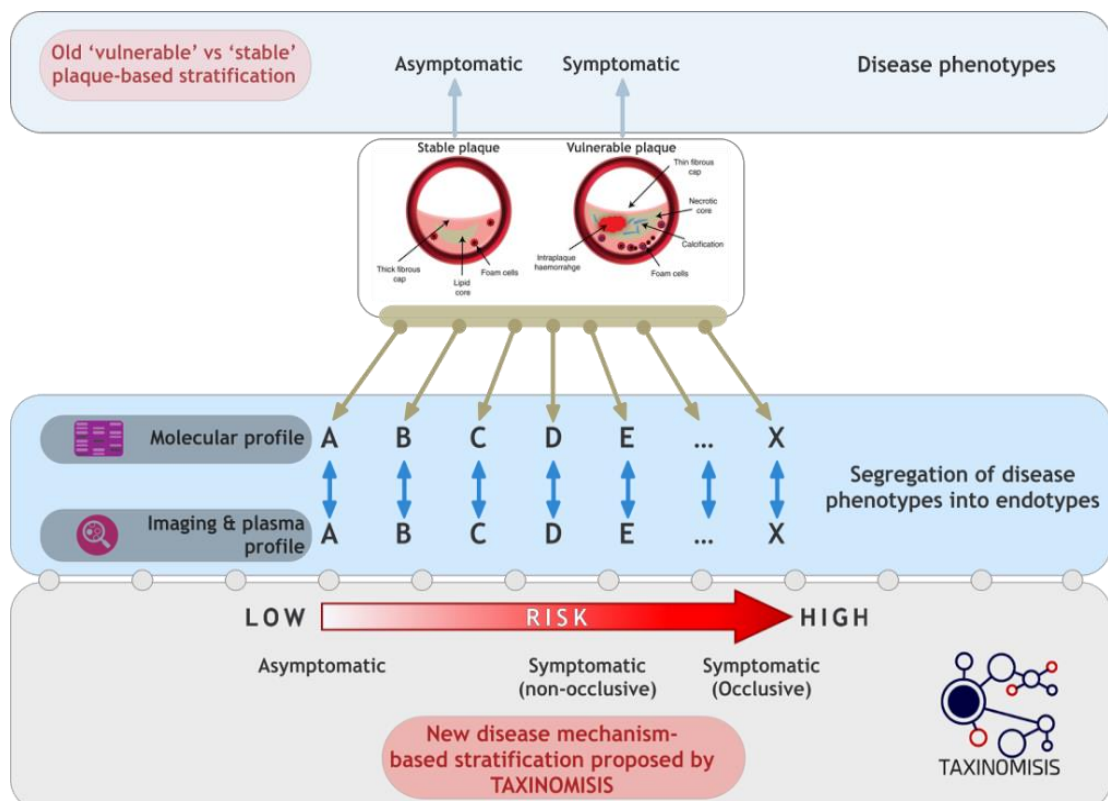 Old ‘vulnerable’ vs ‘stable’
plaque-based stratification
Asymptomatic
Symptomatic
Disease phenotypes
Stable plaque
Vulnerable plaque
Thin fibrous
cap
Necrotic
core
Calcification
Intraplaque
haemorrahge
Foam cells
Thick fibrous
cap
Lipid
core
Foam cells
Molecular profile
A B C D E ... X
Imaging & plasma
profile
A B C D E ... X
Segregation of disease
phenotypes into endotypes
LOW
RISK
HIGH
Asymptomatic
Symptomatic
(non-occlusive)
Symptomatic
(Occlusive)
New disease mechanism-
based stratification proposed by
TAXINOMISIS
TAXINOMISIS